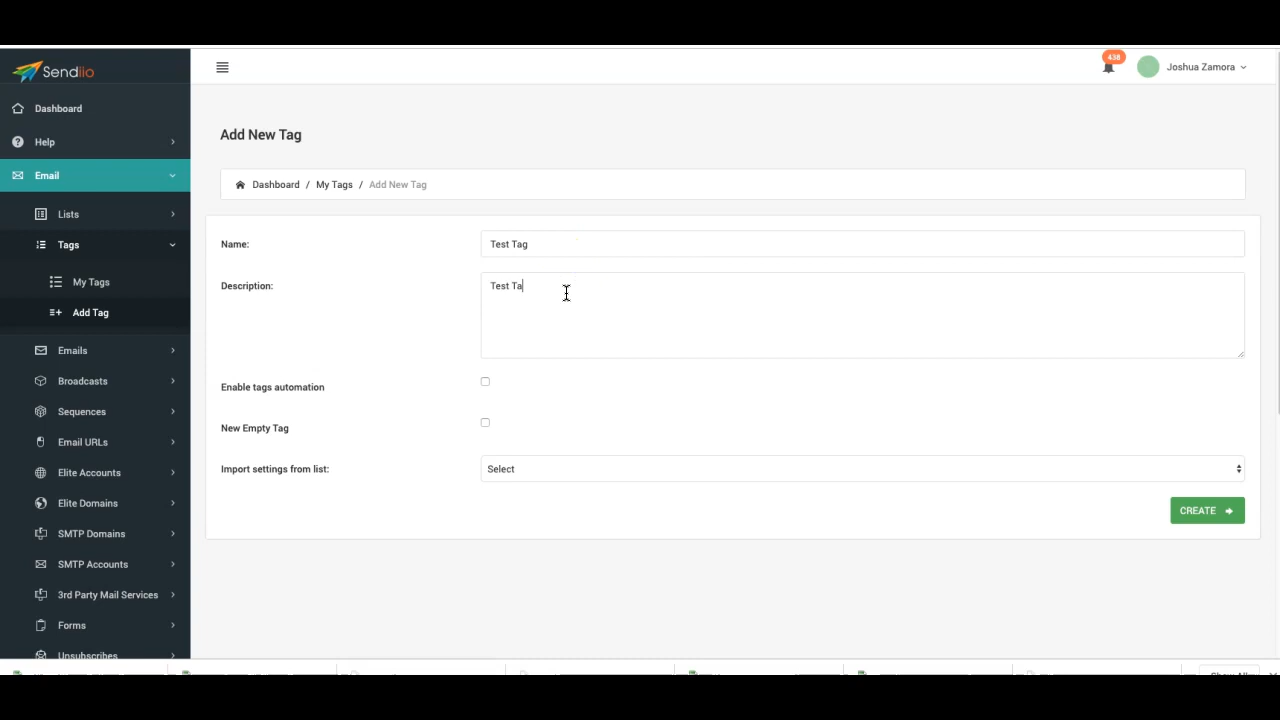 Sendiio
438
Joshua Zamora
Dashboard
Help
Email
Lists
Tags
My Tags
Add Tag
Emails
Broadcasts
Sequences
Email URLs
Elite Accounts
Elite Domains
SMTP Domains
SMTP Accounts
3rd Party Mail Services
Forms
Unsubscribes
Add New Tag
Dashboard / My Tags / Add New Tag
Name:
Test Tag
Description:
Test Ta
Enable tags automation
New Empty Tag
Import settings from list:
Select
CREATE